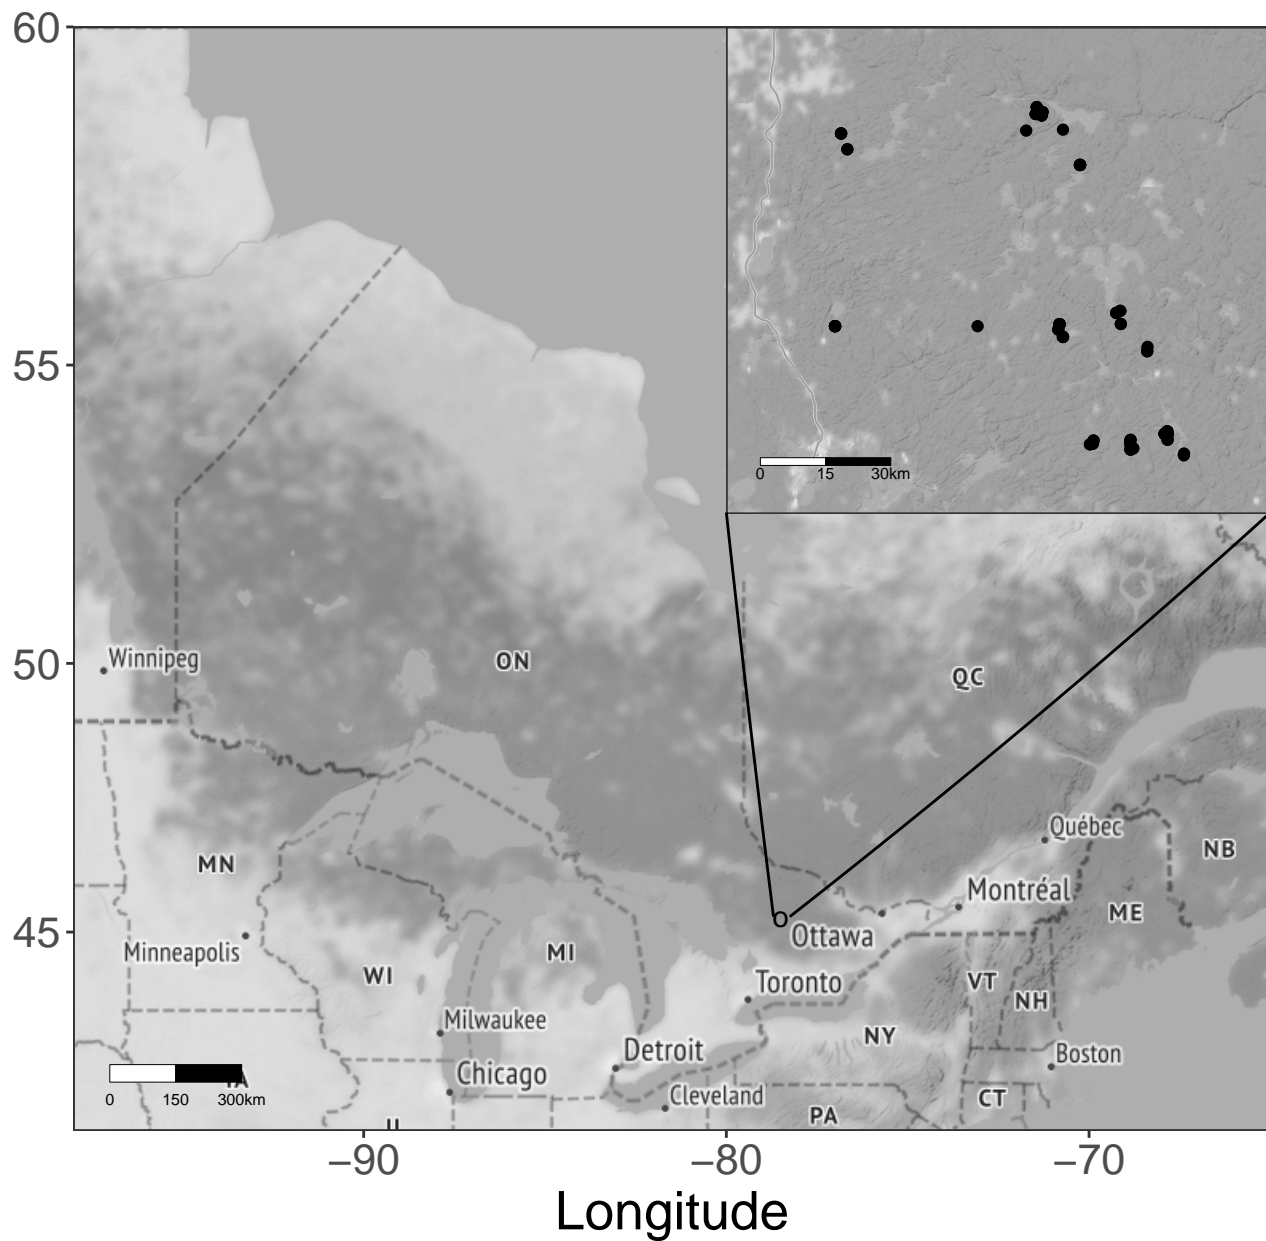 60
55
50
45
0 15 30km
Winnipeg
ON
QC
Québec
MN
NB
Montréal
ME
O
Ottawa
Minneapolis
MI
WI
Toronto
VT
NH
Milwaukee
NY
Detroit
Boston
Chicago
IA
Cleveland
CT
0 150 300km
PA
–90 –80 –70
Longitude